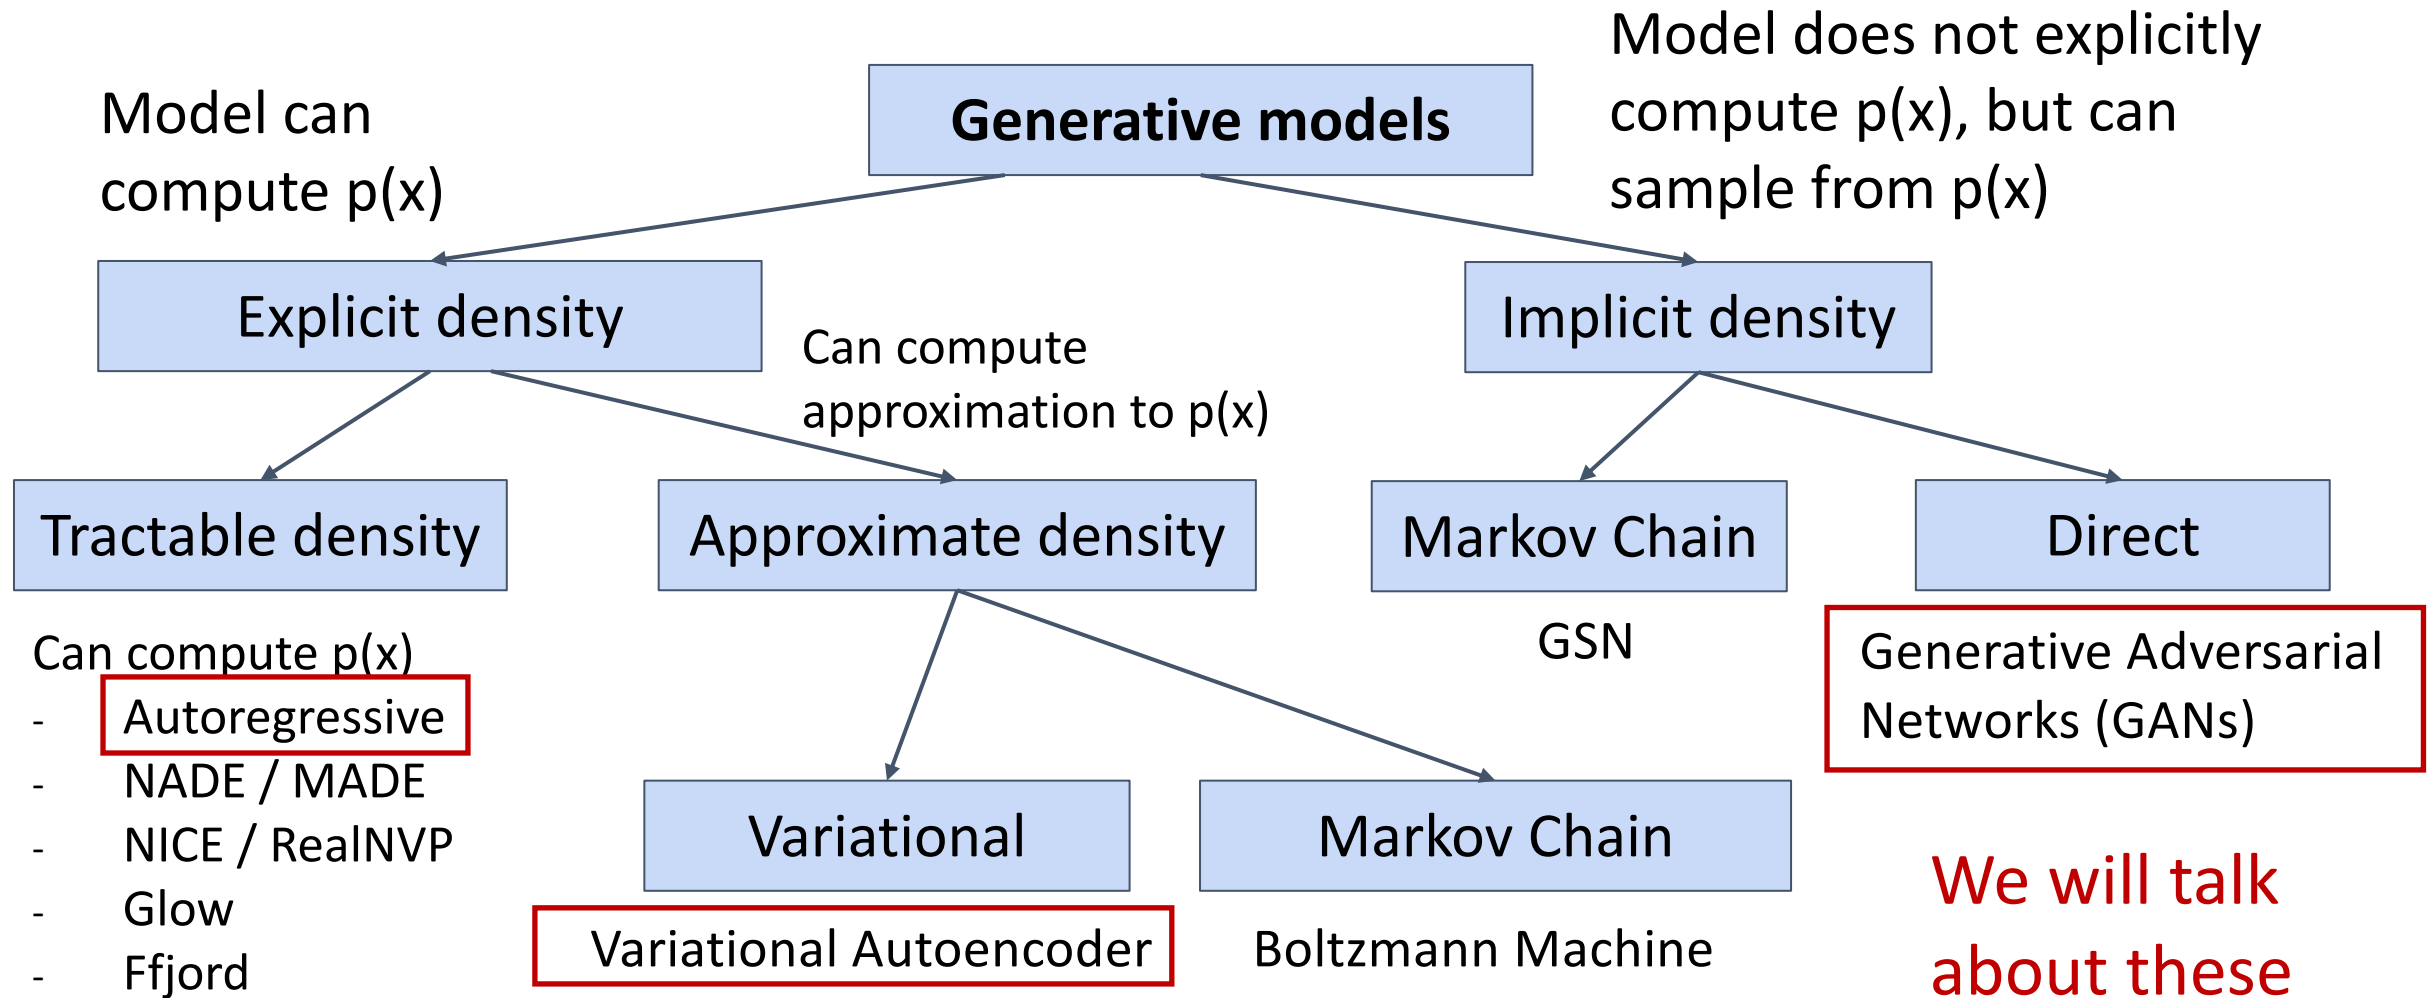 Generative models
Model can
compute p(x)
Model does not explicitly
compute p(x), but can
sample from p(x)
Explicit density
Implicit density
Can compute
approximation to p(x)
Tractable density
Approximate density
Markov Chain
Direct
Can compute p(x)
- Autoregressive
- NADE / MADE
- NICE / RealNVP
- Glow
- Ffjord
GSN
Generative Adversarial
Networks (GANs)
Variational
Markov Chain
Variational Autoencoder
Boltzmann Machine
We will talk
about these